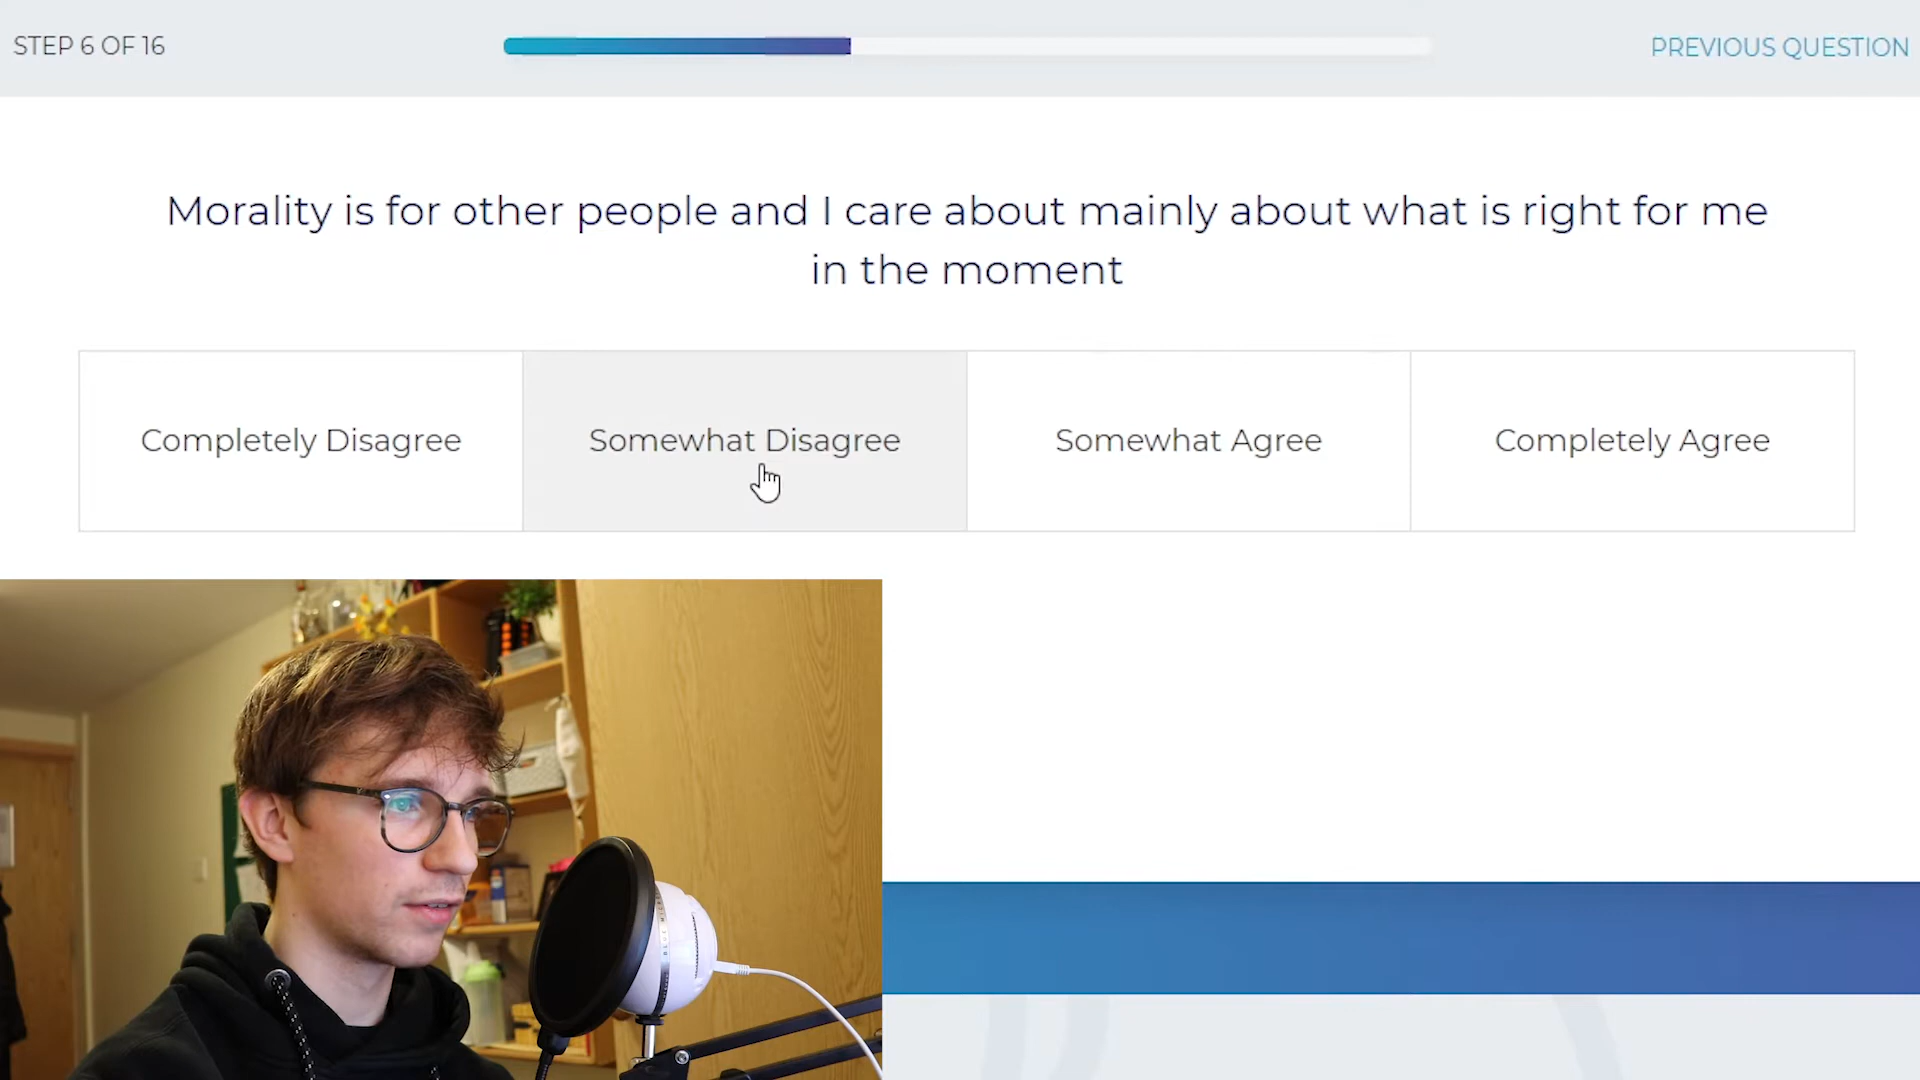 STEP 6 OF 16
PREVIOUS QUESTION
Morality is for other people and I care about mainly about what is right for me
in the moment
Completely Disagree
Somewhat Disagree
Somewhat Agree
Completely Agree